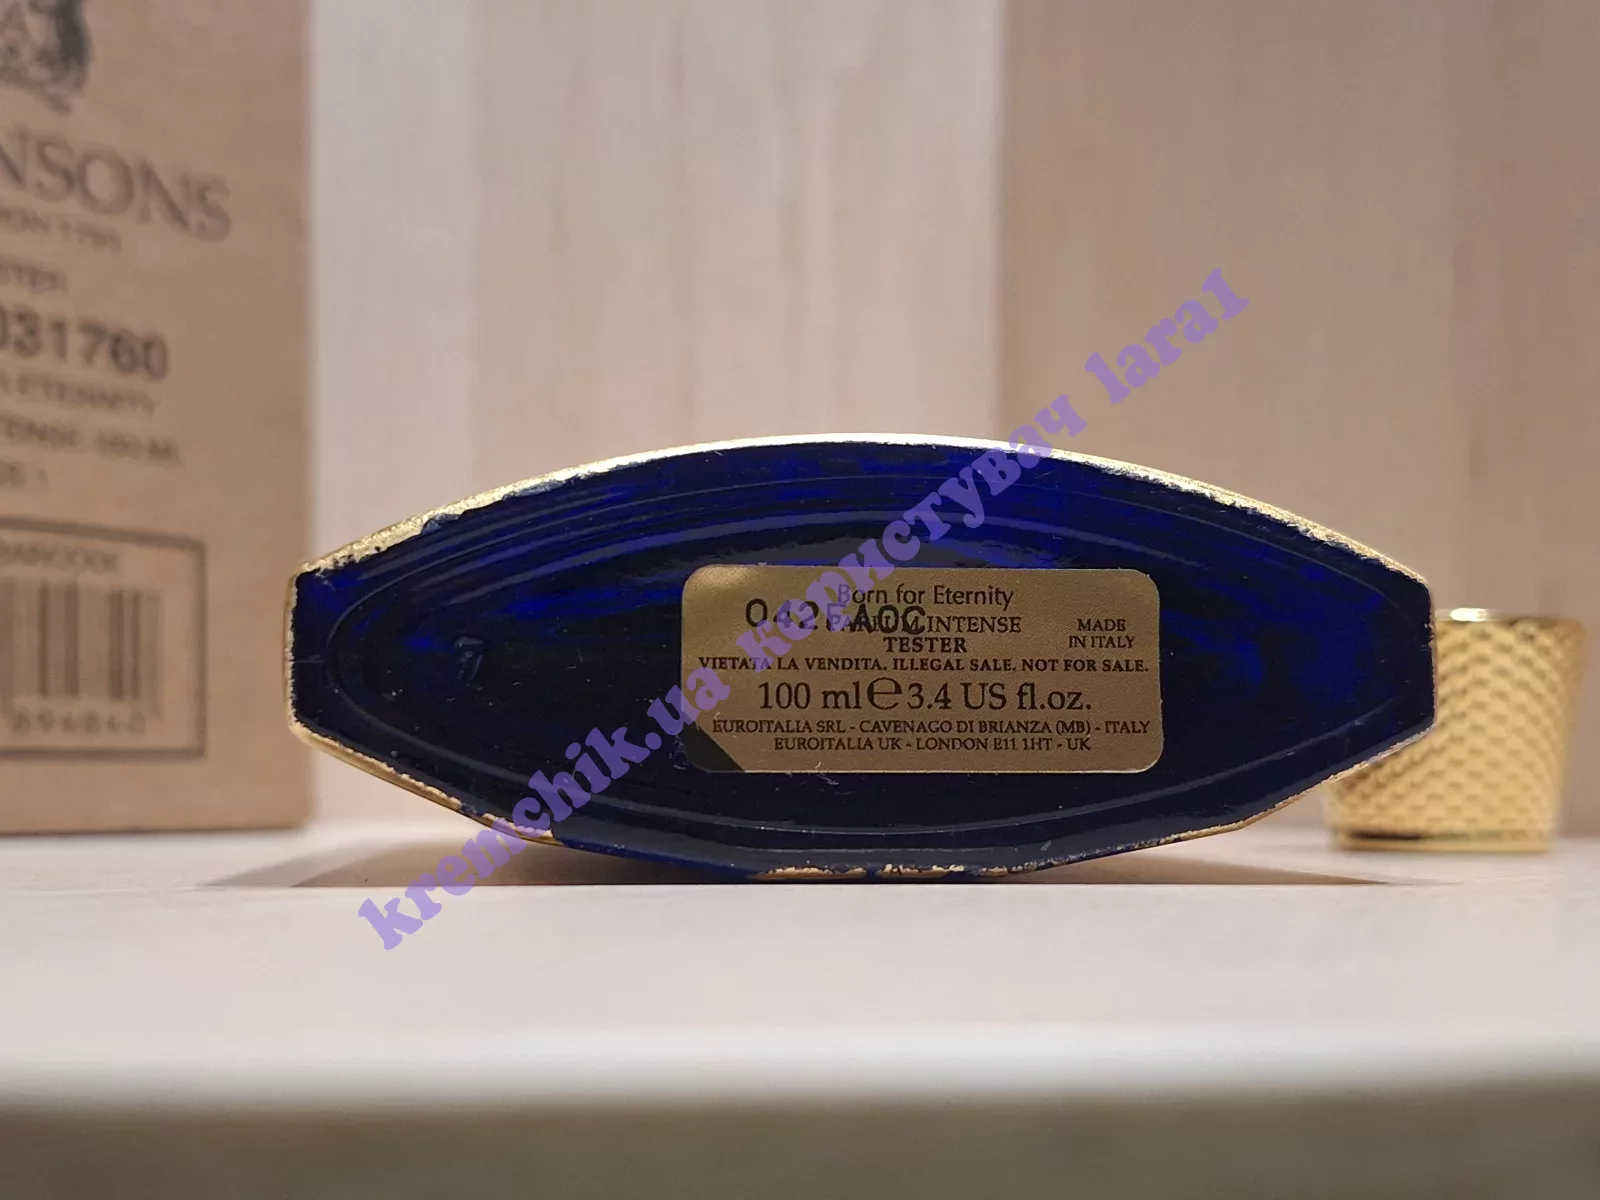 NSONS
031760
ETERNITY
BARCODE
Born for Eternity
PARFUM INTENSE
TESTER
MADE
IN ITALY
VIETATA LA VENDITA. ILLEGAL SALE. NOT FOR SALE.
100 ml ℮ 3.4 US fl.oz.
EUROITALIA SRL - CAVENAGO DI BRIANZA (MB) - ITALY
EUROITALIA UK - LONDON E11 1HT - UK
kremchik.ua користувач lara1